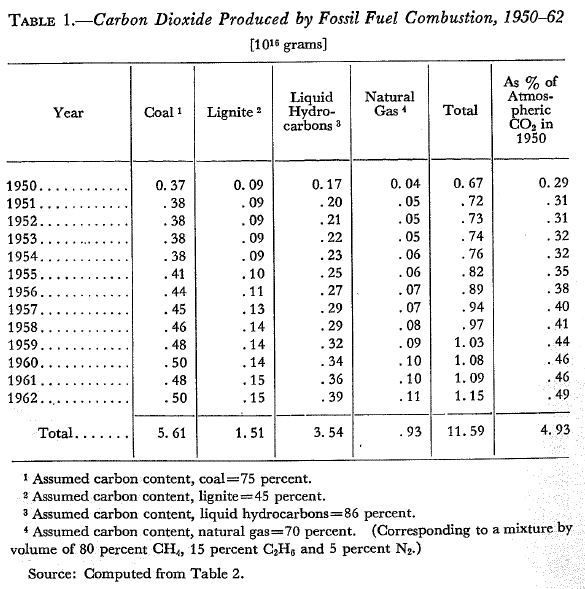 TABLE 1.—Carbon Dioxide Produced by Fossil Fuel Combustion, 1950–62
[10¹⁶ grams]
Year Coal ¹ Lignite ² Liquid Hydro-carbons ³ Natural Gas ⁴ Total As % of Atmos-pheric CO₂ in 1950
1950............ 0.37 0.09 0.17 0.04 0.67 0.29
1951............ .38 .09 .20 .05 .72 .31
1952............ .38 .09 .21 .05 .73 .31
1953............ .38 .09 .22 .05 .74 .32
1954............ .38 .09 .23 .06 .76 .32
1955............ .41 .10 .25 .06 .82 .35
1956............ .44 .11 .27 .07 .89 .38
1957............ .45 .13 .29 .07 .94 .40
1958............ .46 .14 .29 .08 .97 .41
1959............ .48 .14 .32 .09 1.03 .44
1960............ .50 .14 .34 .10 1.08 .46
1961............ .48 .15 .36 .10 1.09 .46
1962............ .50 .15 .39 .11 1.15 .49
Total....... 5.61 1.51 3.54 .93 11.59 4.93
¹ Assumed carbon content, coal=75 percent.
² Assumed carbon content, lignite=45 percent.
³ Assumed carbon content, liquid hydrocarbons=86 percent.
⁴ Assumed carbon content, natural gas=70 percent. (Corresponding to a mixture by
volume of 80 percent CH₄, 15 percent C₂H₆ and 5 percent N₂.)
Source: Computed from Table 2.